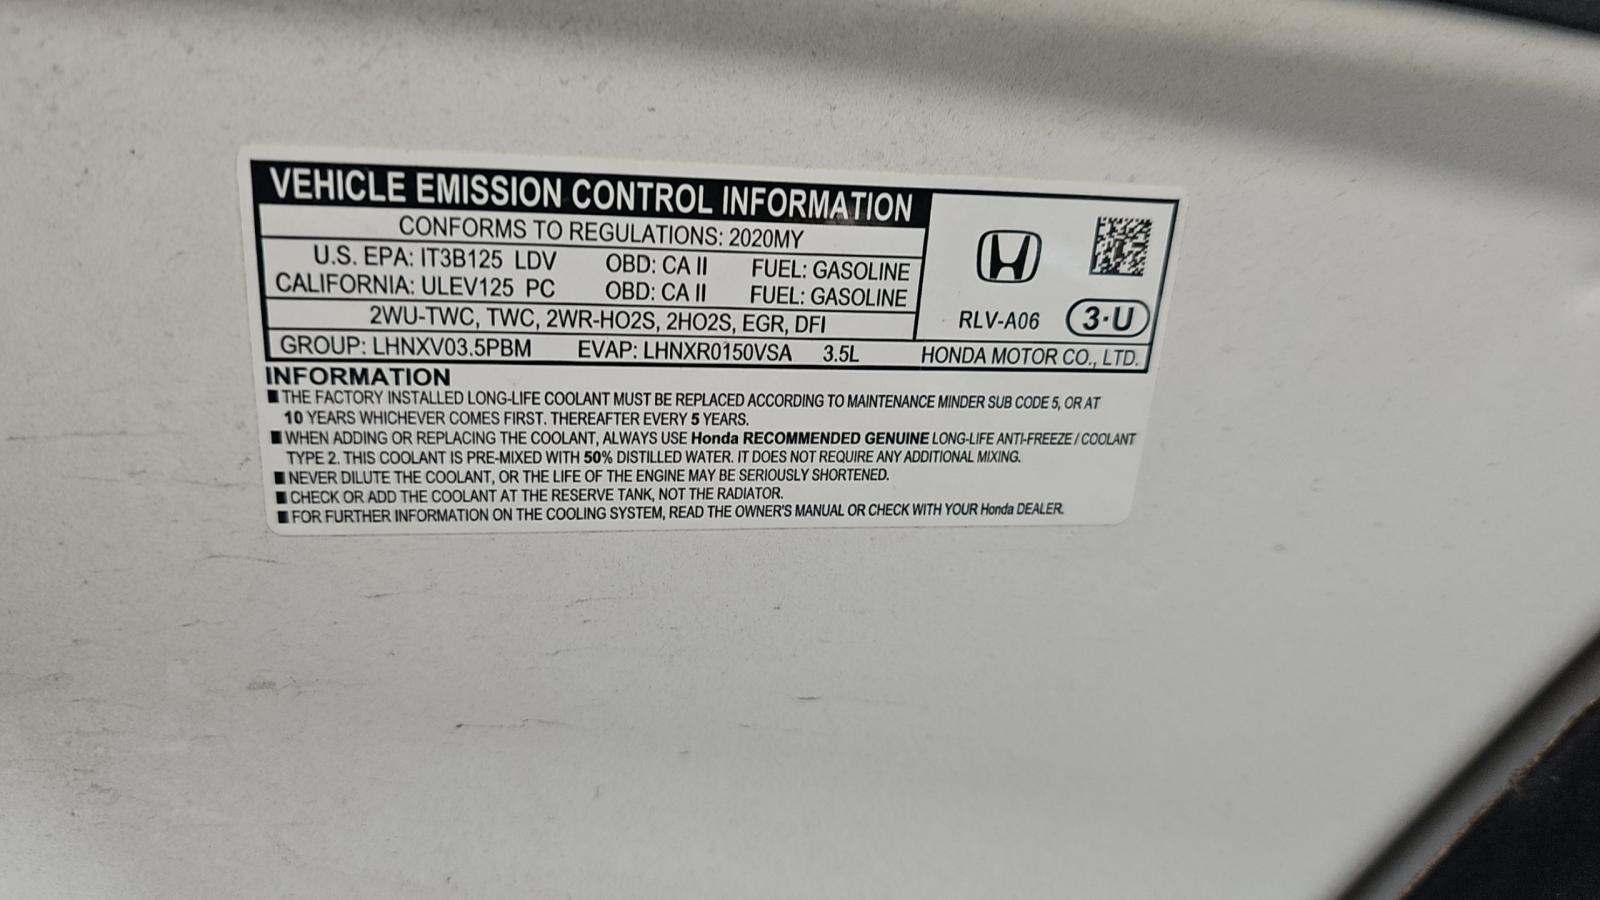 VEHICLE EMISSION CONTROL INFORMATION
CONFORMS TO REGULATIONS: 2020MY
U.S. EPA: IT3B125 LDV OBD: CA II FUEL: GASOLINE
CALIFORNIA: ULEV125 PC OBD: CA II FUEL: GASOLINE
2WU-TWC, TWC, 2WR-HO2S, 2HO2S, EGR, DFI
RLV-A06 3·U
GROUP: LHNXV03.5PBM EVAP: LHNXR0150VSA 3.5L HONDA MOTOR CO., LTD.
INFORMATION
■ THE FACTORY INSTALLED LONG-LIFE COOLANT MUST BE REPLACED ACCORDING TO MAINTENANCE MINDER SUB CODE 5, OR AT
10 YEARS WHICHEVER COMES FIRST. THEREAFTER EVERY 5 YEARS.
■ WHEN ADDING OR REPLACING THE COOLANT, ALWAYS USE Honda RECOMMENDED GENUINE LONG-LIFE ANTI-FREEZE / COOLANT
TYPE 2. THIS COOLANT IS PRE-MIXED WITH 50% DISTILLED WATER. IT DOES NOT REQUIRE ANY ADDITIONAL MIXING.
■ NEVER DILUTE THE COOLANT, OR THE LIFE OF THE ENGINE MAY BE SERIOUSLY SHORTENED.
■ CHECK OR ADD THE COOLANT AT THE RESERVE TANK, NOT THE RADIATOR.
■ FOR FURTHER INFORMATION ON THE COOLING SYSTEM, READ THE OWNER'S MANUAL OR CHECK WITH YOUR Honda DEALER.